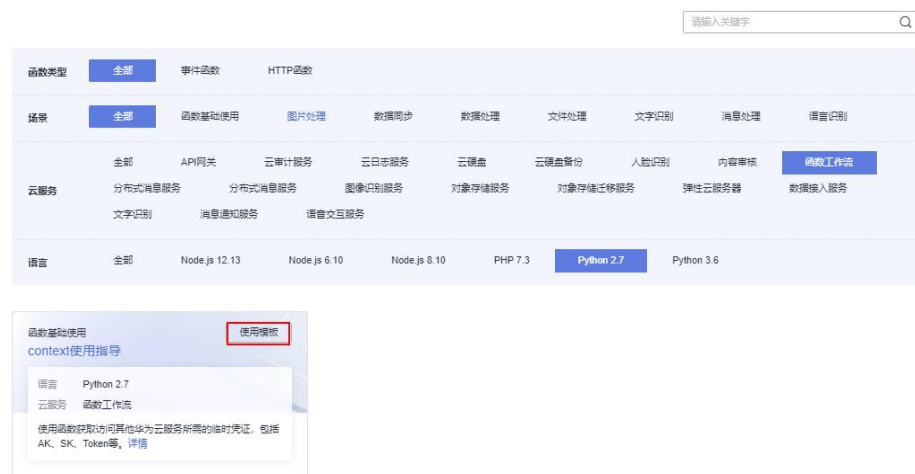 请输入关键字
函数类型 全部 事件函数 HTTP函数
场景 全部 函数基础使用 图片处理 数据同步 数据处理 文件处理 文字识别 消息处理 语言识别
全部 API网关 云审计服务 云日志服务 云硬盘 云硬盘备份 人脸识别 内容审核 函数工作流
云服务 分布式消息服务 分布式消息服务 图像识别服务 对象存储服务 对象存储迁移服务 弹性云服务器 数据接入服务
文字识别 消息通知服务 语音交互服务
语言 全部 Node.js 12.13 Node.js 6.10 Node.js 8.10 PHP 7.3 Python 2.7 Python 3.6
函数基础使用 使用模板
context使用指导
语言 Python 2.7
云服务 函数工作流
使用函数获取访问其他华为云服务所需的临时凭证，包括
AK、SK、Token等。详情